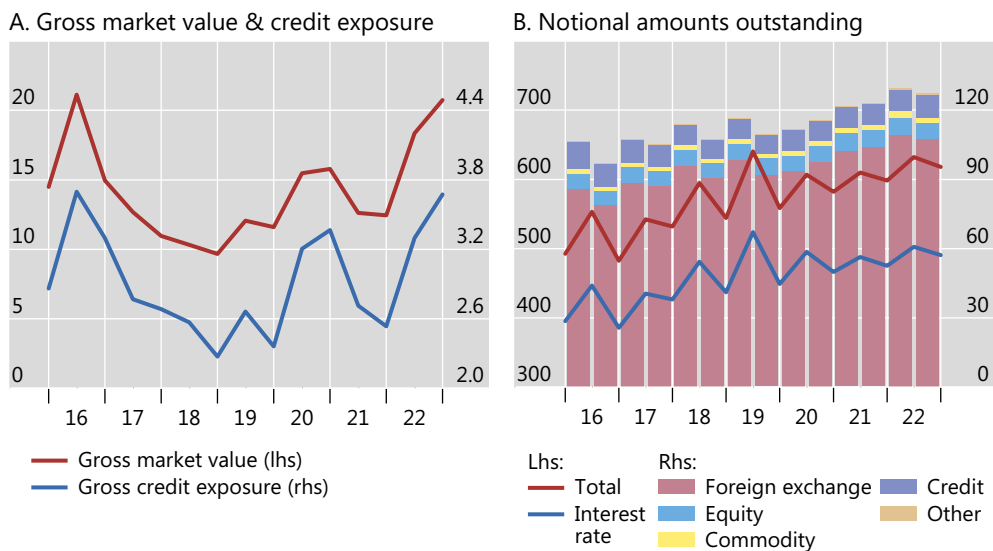 A. Gross market value & credit exposure
20
15
10
5
0
4.4
3.8
3.2
2.6
2.0
16 17 18 19 20 21 22
Gross market value (lhs)
Gross credit exposure (rhs)
B. Notional amounts outstanding
700
600
500
400
300
120
90
60
30
0
16 17 18 19 20 21 22
Lhs:
Total
Interest
rate
Rhs:
Foreign exchange
Equity
Commodity
Credit
Other